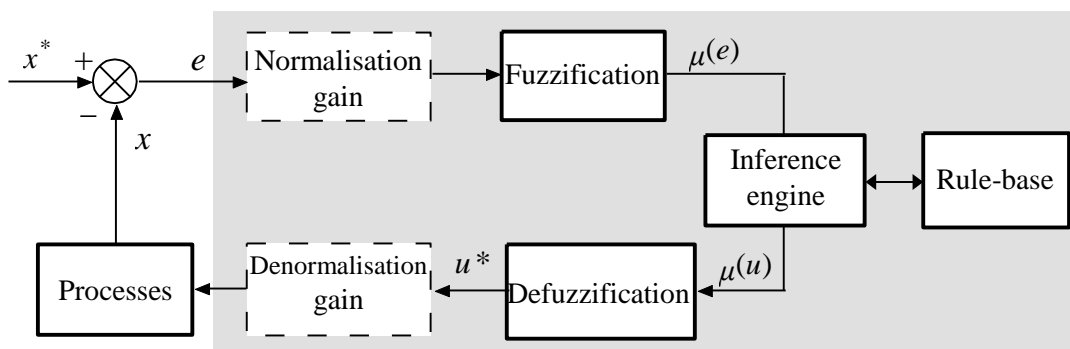 x*
+
−
e
x
Normalisation
gain
Fuzzification
μ(e)
Inference
engine
Rule-base
Processes
Denormalisation
gain
u*
Defuzzification
μ(u)